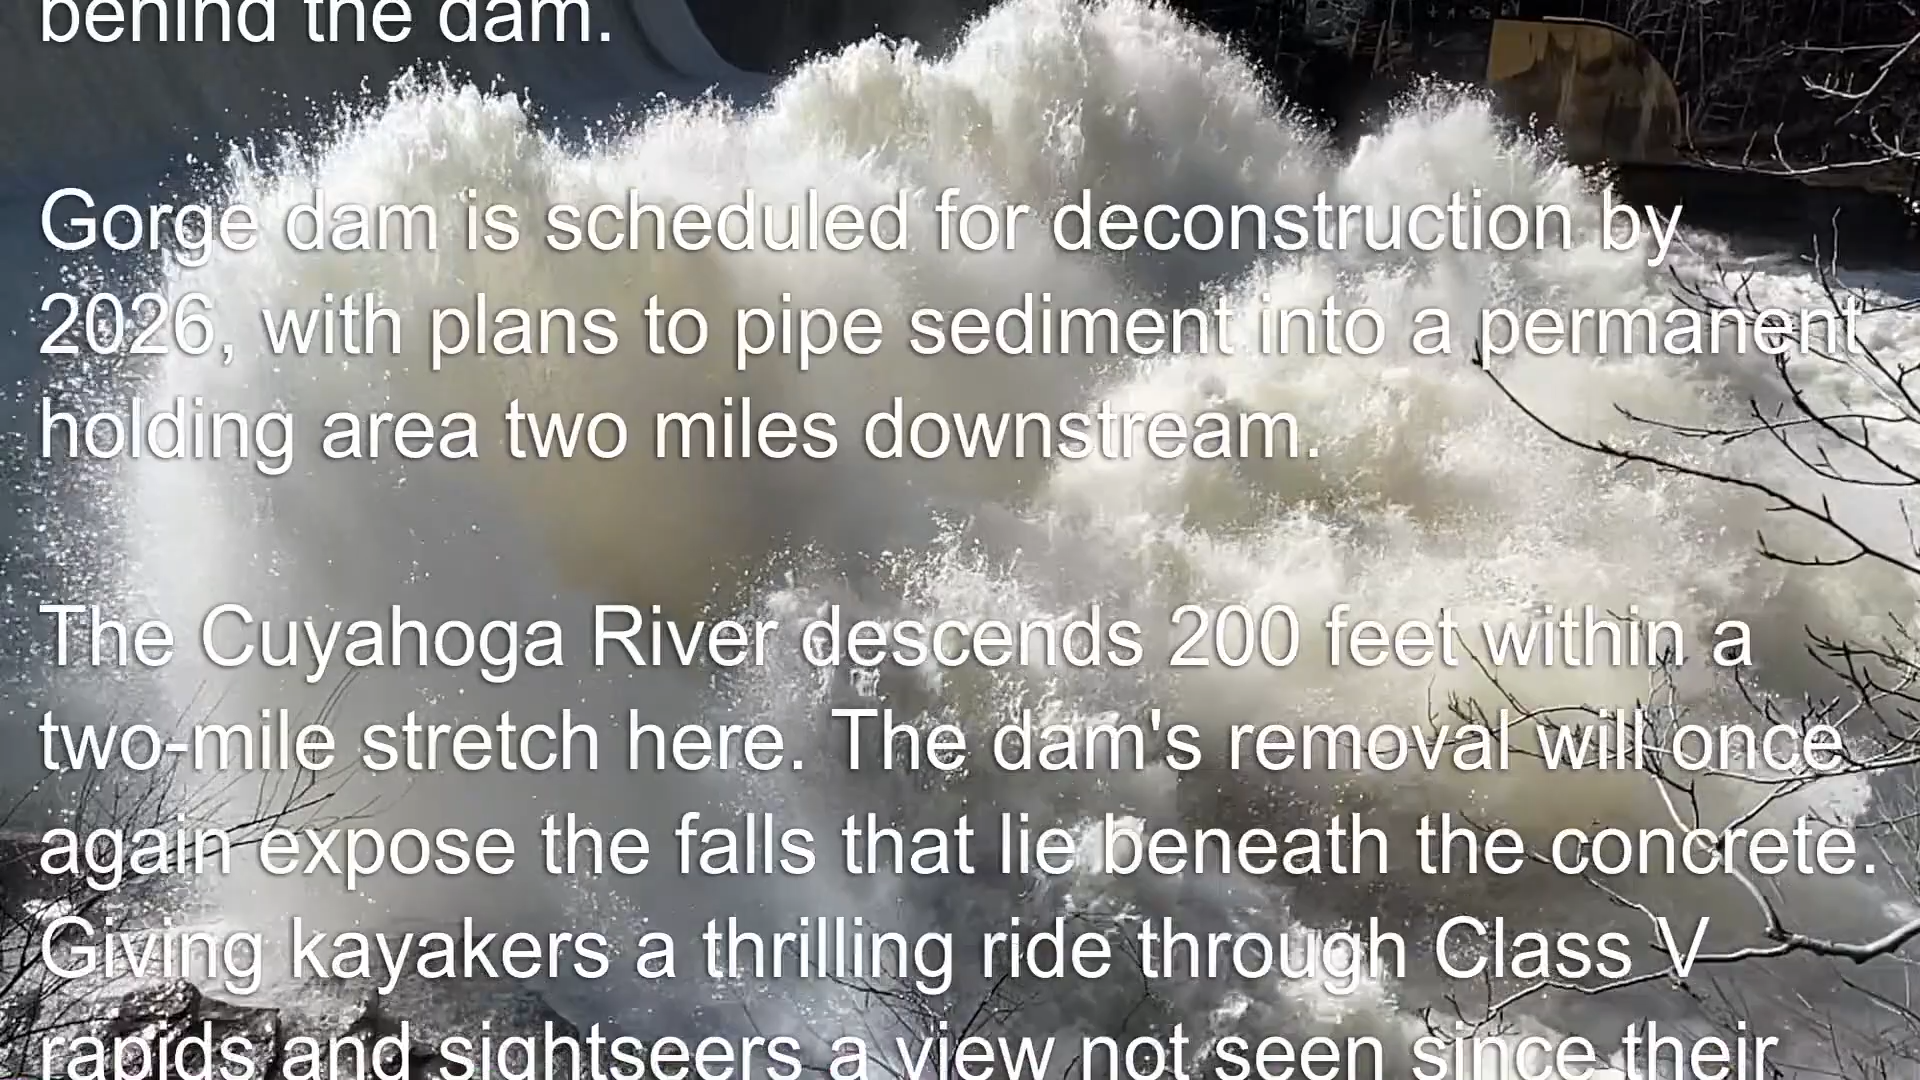 behind the dam.
Gorge dam is scheduled for deconstruction by
2026, with plans to pipe sediment into a permanent
holding area two miles downstream.
The Cuyahoga River descends 200 feet within a
two-mile stretch here. The dam's removal will once
again expose the falls that lie beneath the concrete.
Giving kayakers a thrilling ride through Class V
rapids and sightseers a view not seen since their